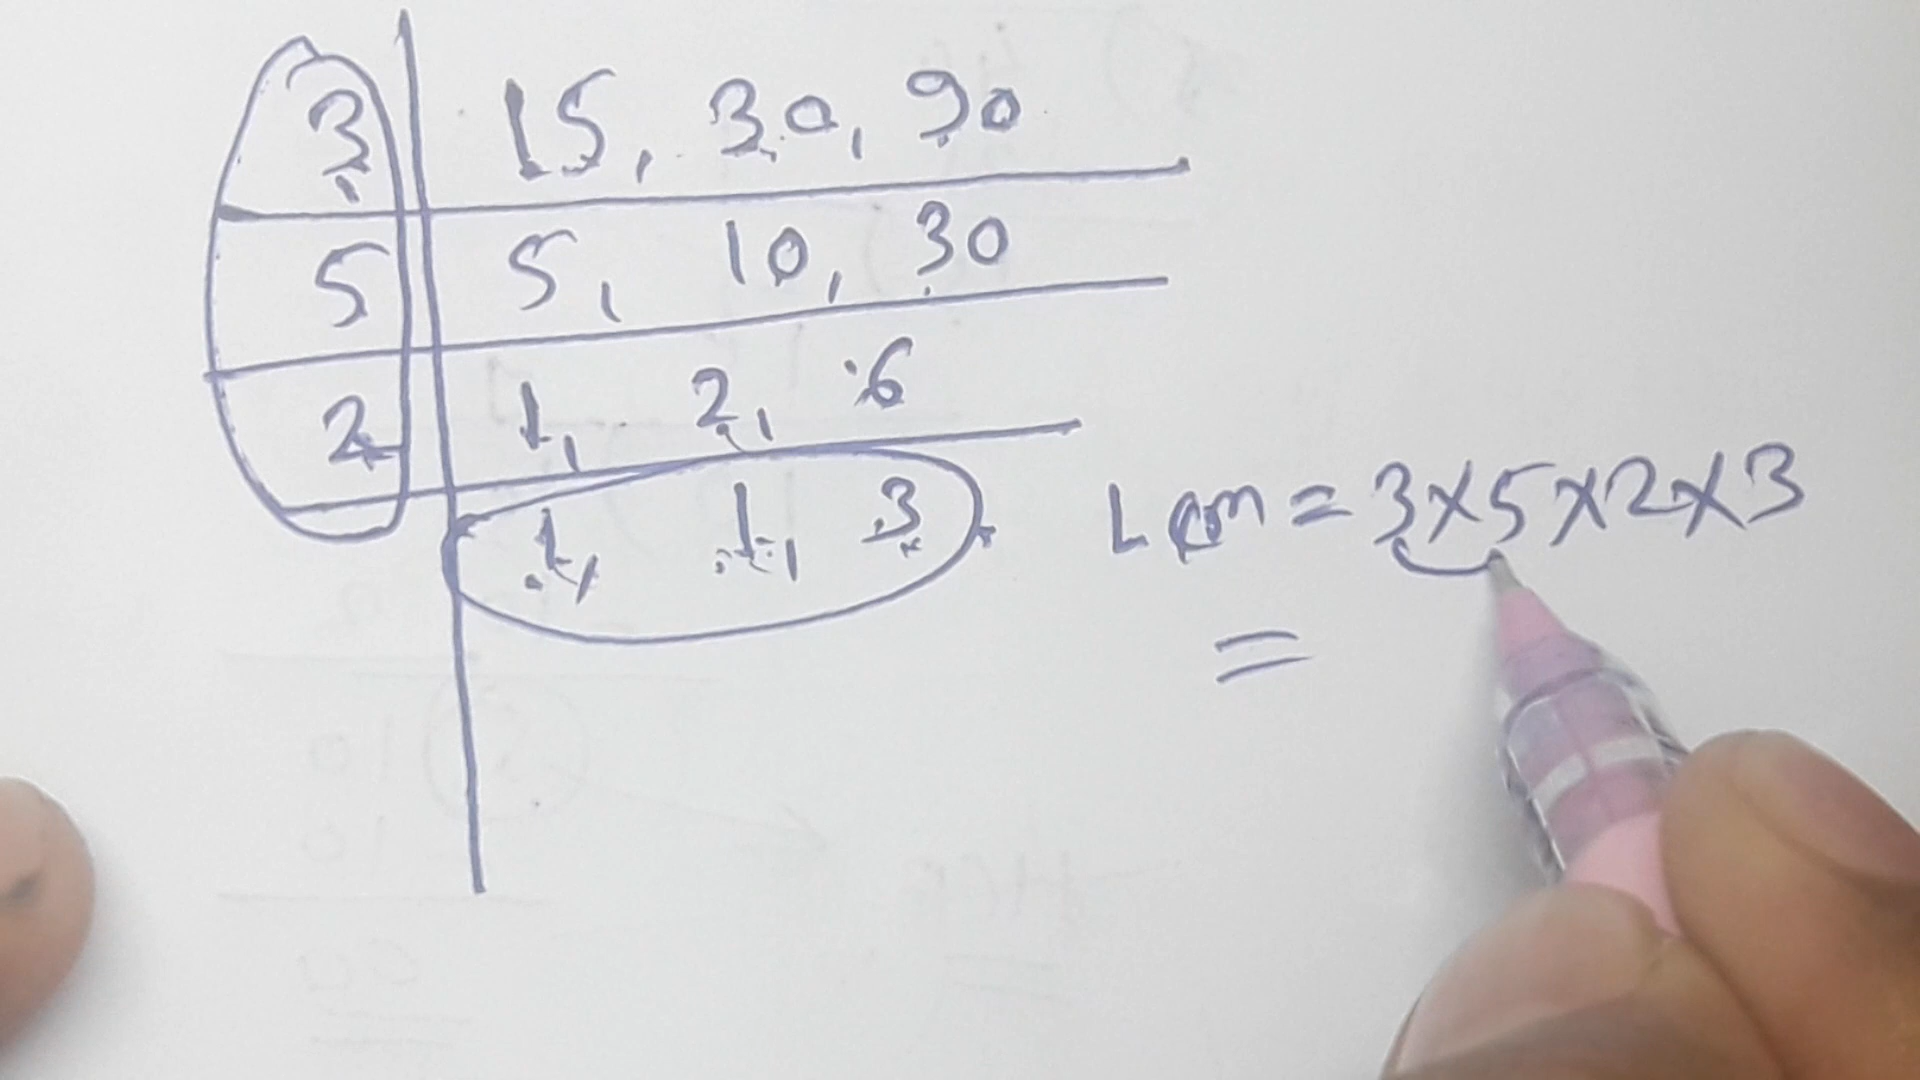 3 15, 30, 90
5 5, 10, 30
2 1, 2, 6
1, 1, 3
Lcm = 3×5×2×3
=